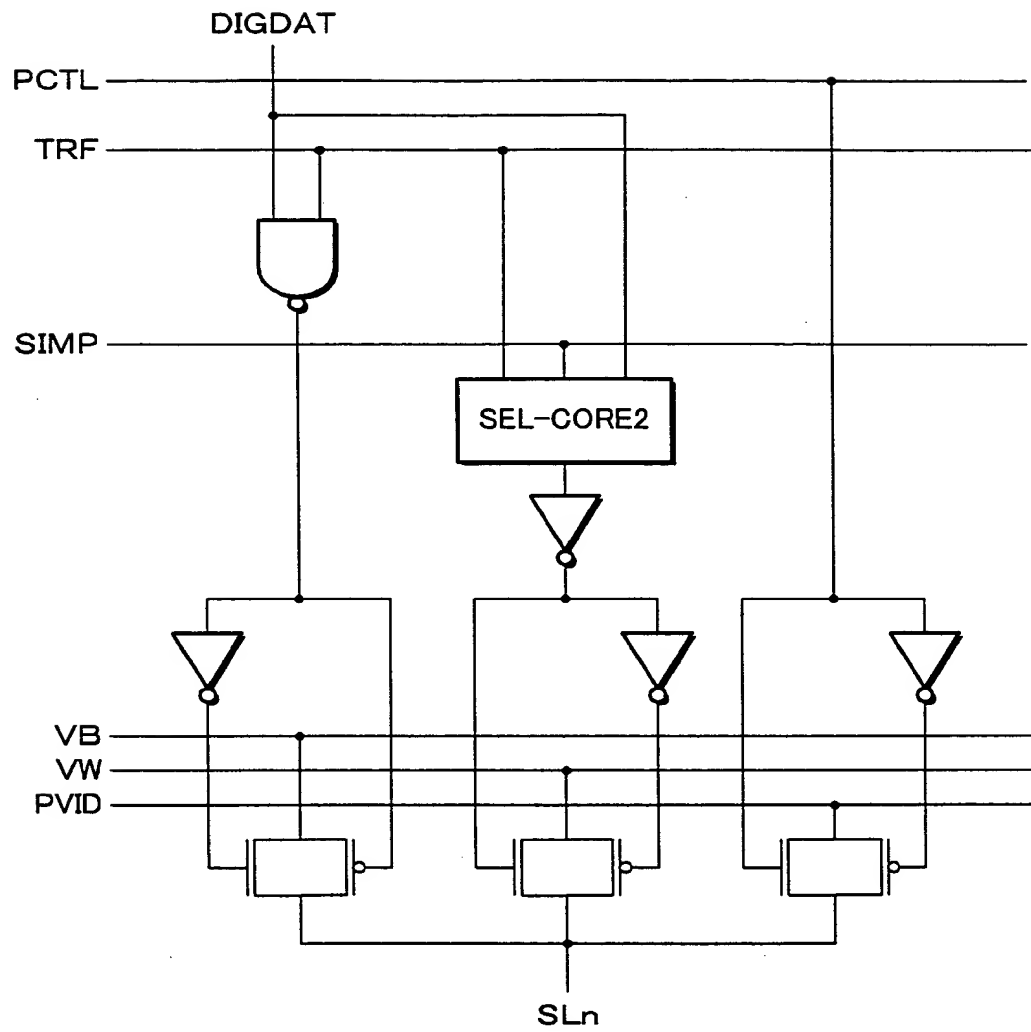 DIGDAT
PCTL
TRF
SIMP
SEL-CORE2
VB
VW
PVID
SLn